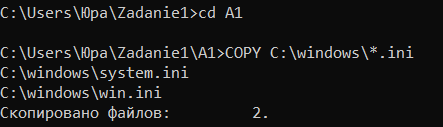 C:\Users\Юра\Zadanie1>cd A1
C:\Users\Юра\Zadanie1\A1>COPY C:\windows\*.ini
C:\windows\system.ini
C:\windows\win.ini
Скопировано файлов:         2.